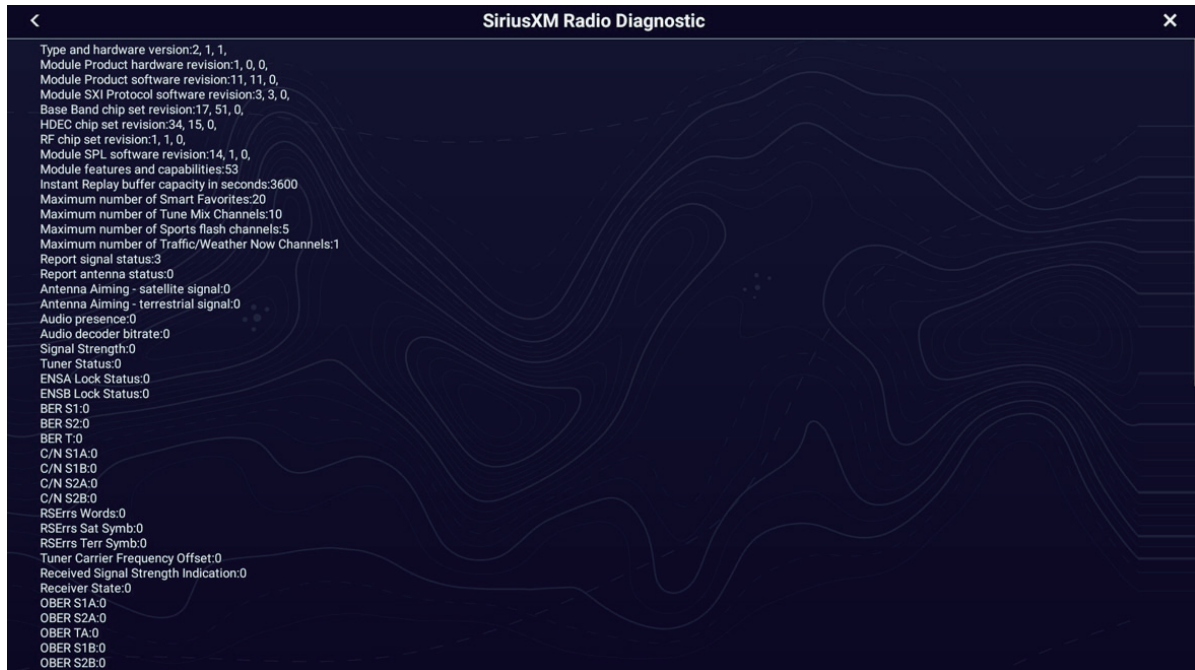 SiriusXM Radio Diagnostic
Type and hardware version:2, 1, 1,
Module Product hardware revision:1, 0, 0,
Module Product software revision:11, 11, 0,
Module SXI Protocol software revision:3, 3, 0,
Base Band chip set revision:17, 51, 0,
HDEC chip set revision:34, 15, 0,
RF chip set revision:1, 1, 0,
Module SPL software revision:14, 1, 0,
Module features and capabilities:53
Instant Replay buffer capacity in seconds:3600
Maximum number of Smart Favorites:20
Maximum number of Tune Mix Channels:10
Maximum number of Sports flash channels:5
Maximum number of Traffic/Weather Now Channels:1
Report signal status:3
Report antenna status:0
Antenna Aiming - satellite signal:0
Antenna Aiming - terrestrial signal:0
Audio presence:0
Audio decoder bitrate:0
Signal Strength:0
Tuner Status:0
ENSA Lock Status:0
ENSB Lock Status:0
BER S1:0
BER S2:0
BER T:0
C/N S1A:0
C/N S1B:0
C/N S2A:0
C/N S2B:0
RSErrs Words:0
RSErrs Sat Symb:0
RSErrs Terr Symb:0
Tuner Carrier Frequency Offset:0
Received Signal Strength Indication:0
Receiver State:0
OBER S1A:0
OBER S2A:0
OBER TA:0
OBER S1B:0
OBER S2B:0